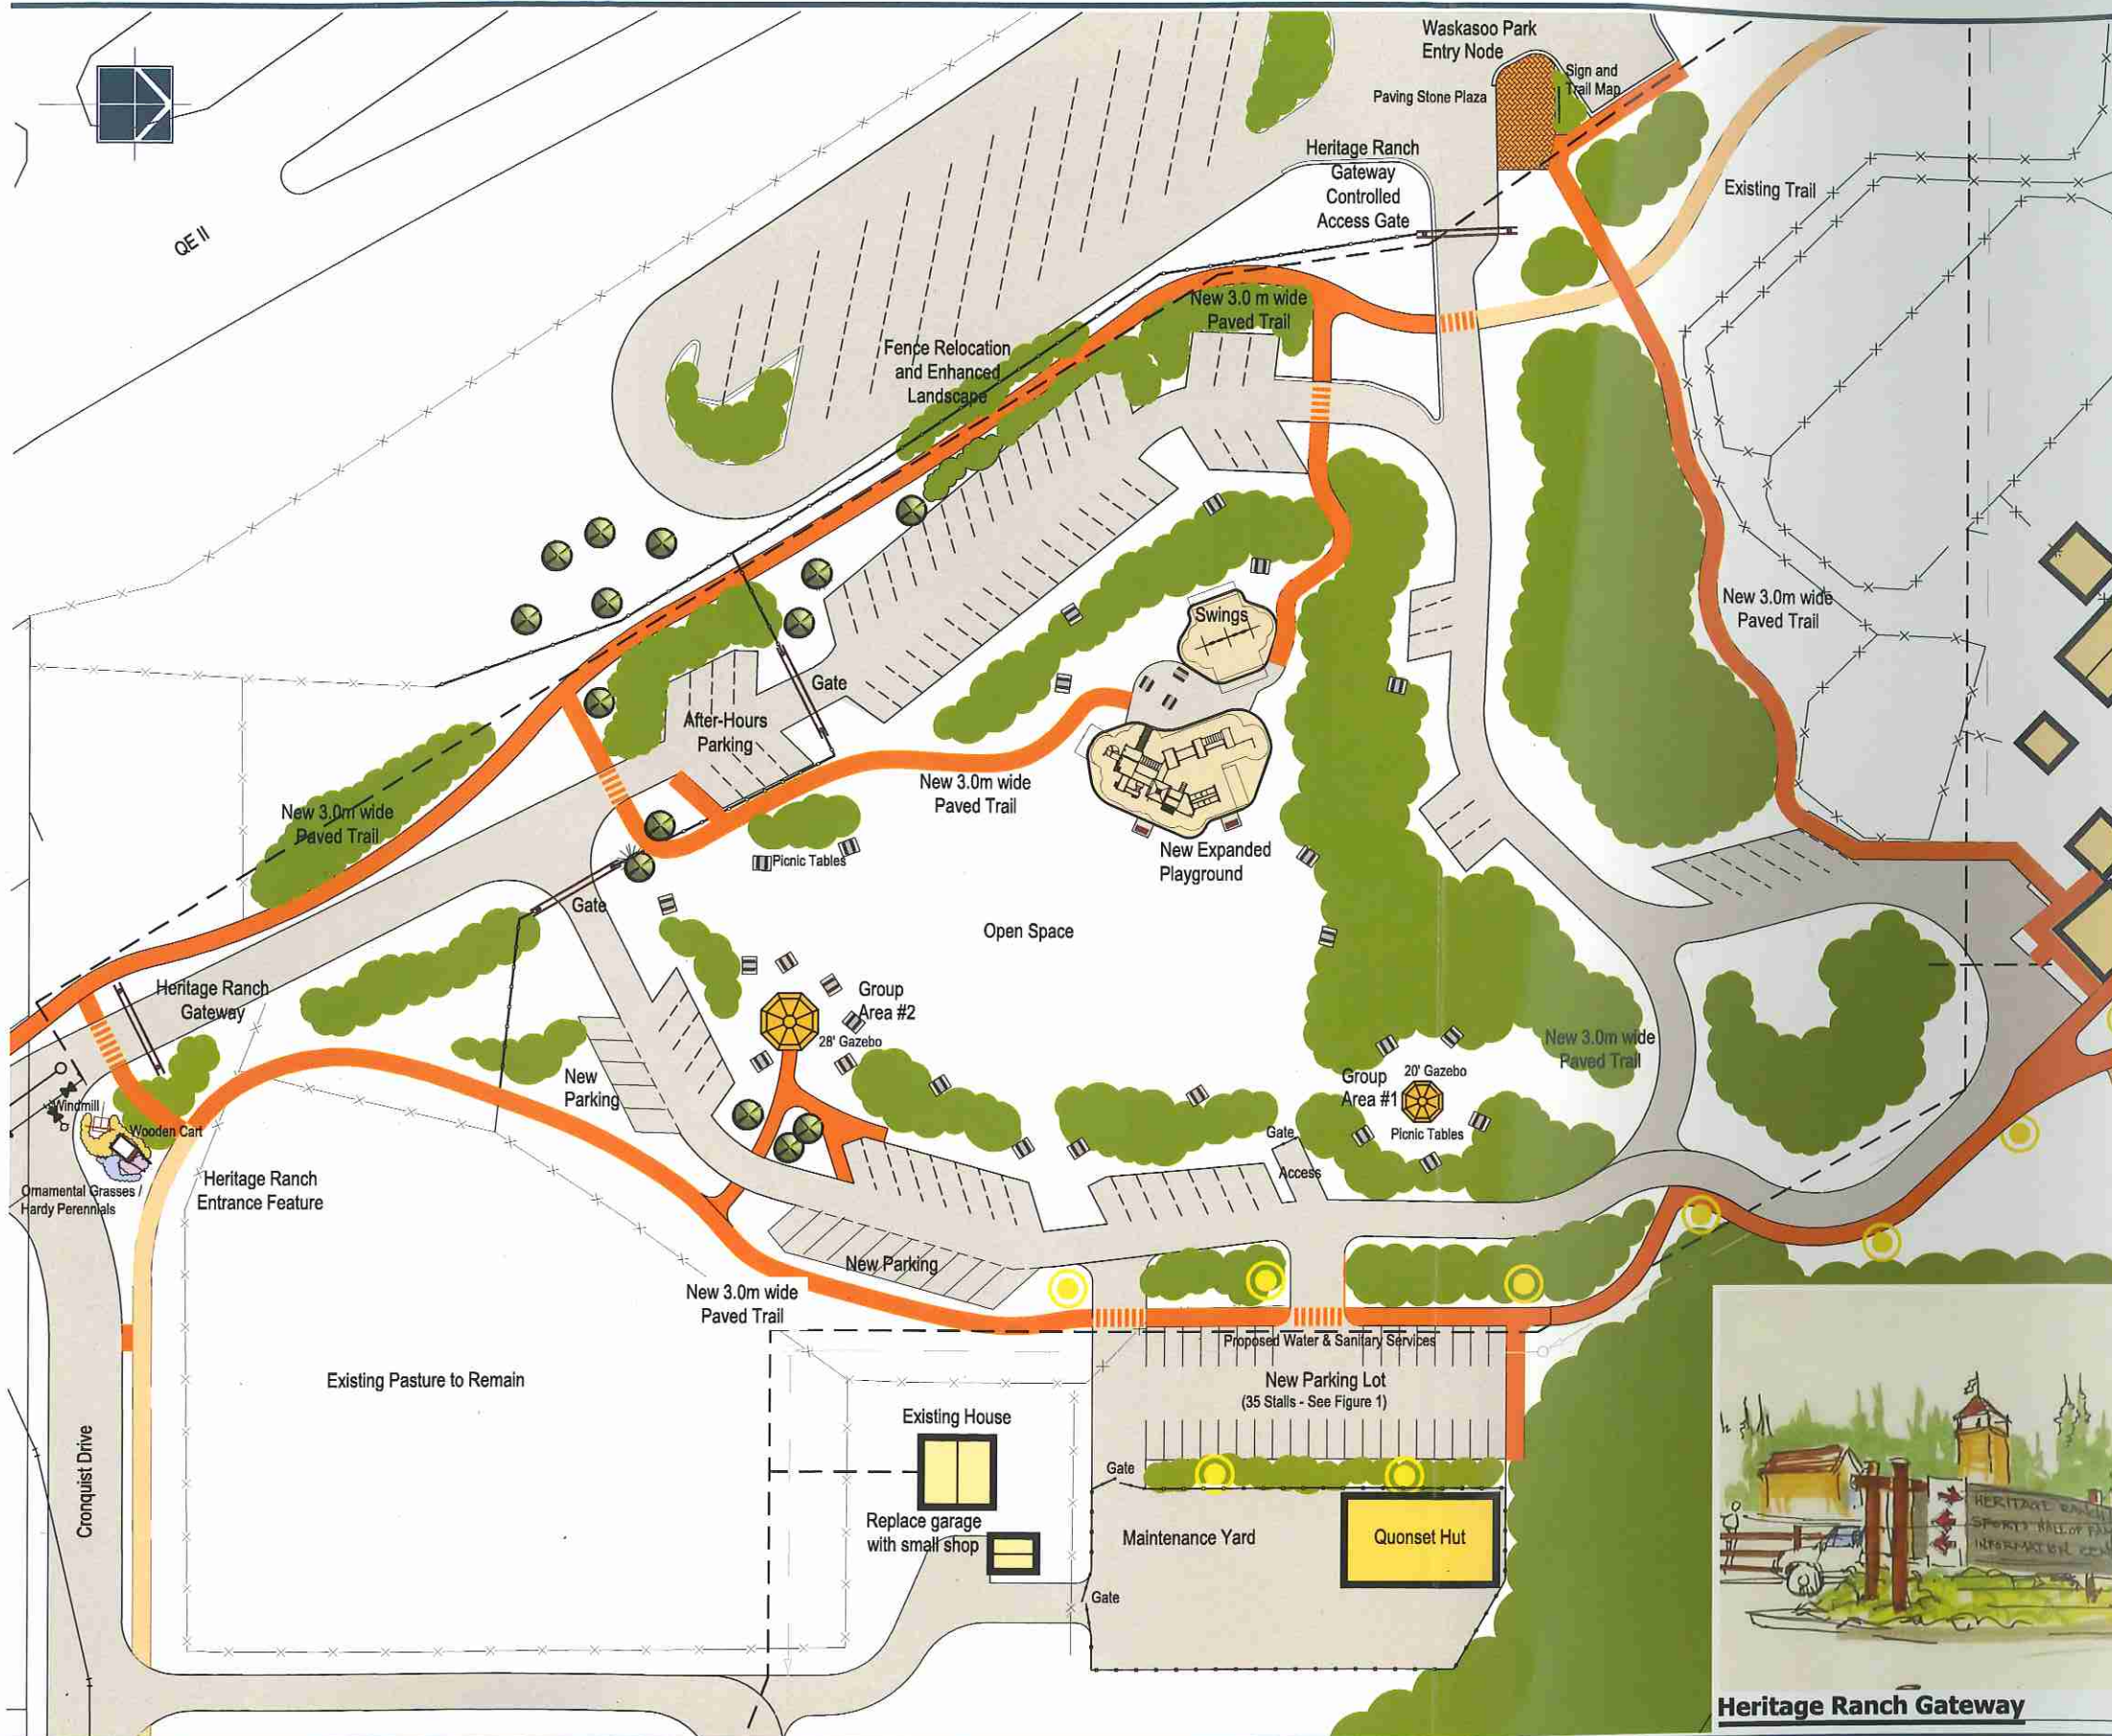 Waskasoo Park
Entry Node
Sign and
Trail Map
Paving Stone Plaza
Heritage Ranch
Gateway
Controlled
Access Gate
Existing Trail
QE II
New 3.0 m wide
Paved Trail
Fence Relocation
and Enhanced
Landscape
New 3.0m wide
Paved Trail
Swings
Gate
After-Hours
Parking
New 3.0m wide
Paved Trail
New 3.0m wide
Paved Trail
Picnic Tables
New Expanded
Playground
Gate
Open Space
Heritage Ranch
Gateway
Group
Area #2
28' Gazebo
New 3.0m wide
Paved Trail
New
Parking
Group
Area #1
20' Gazebo
Picnic Tables
Windmill
Wooden Cart
Gate
Access
Ornamental Grasses /
Hardy Perennials
Heritage Ranch
Entrance Feature
New Parking
New 3.0m wide
Paved Trail
Proposed Water & Sanitary Services
New Parking Lot
(35 Stalls - See Figure 1)
Existing Pasture to Remain
Existing House
Cronquist Drive
Gate
Replace garage
with small shop
Maintenance Yard
Quonset Hut
Gate
HERITAGE
SPORTS HALL OF
INFORMATION
Heritage Ranch Gateway